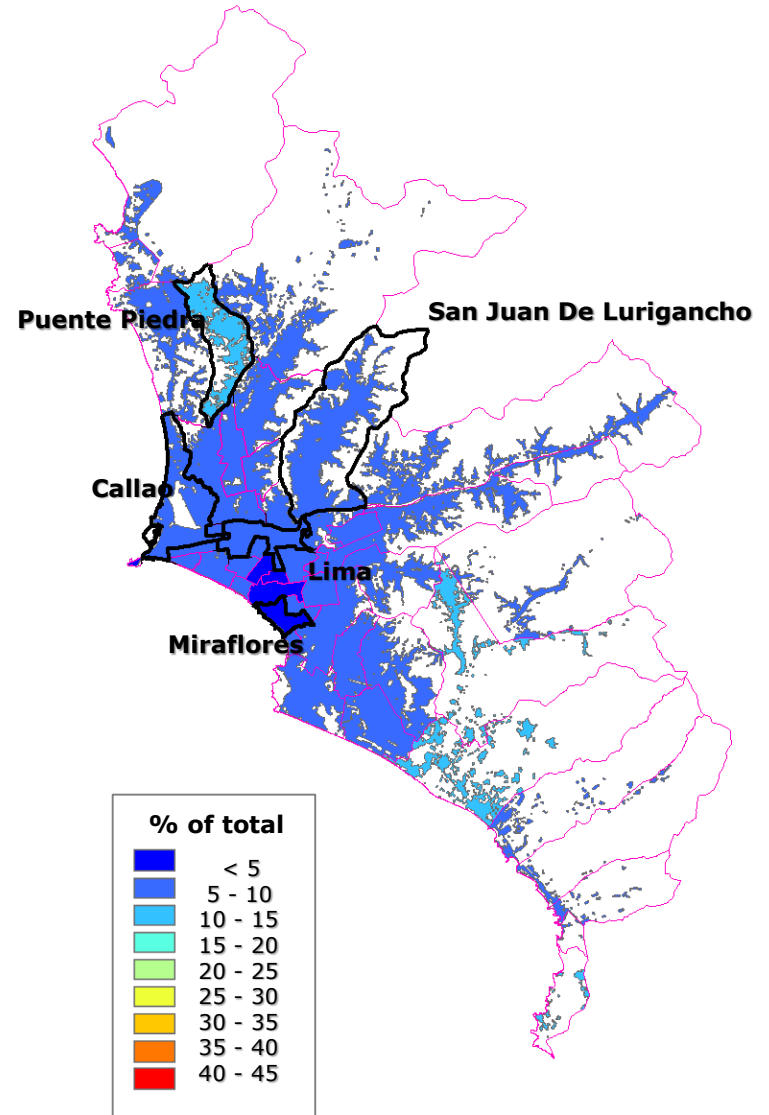 San Juan De Lurigancho
Puente Piedra
Callao
Lima
Miraflores
% of total
< 5
5 - 10
10 - 15
15 - 20
20 - 25
25 - 30
30 - 35
35 - 40
40 - 45